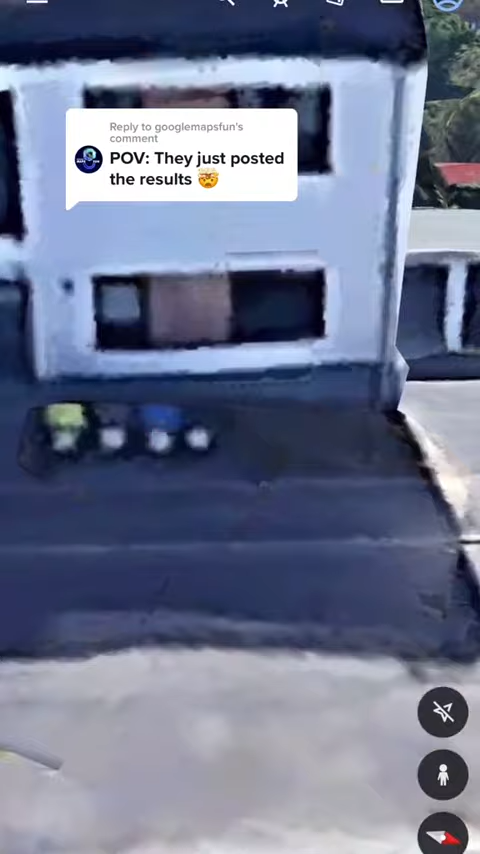 Reply to googlemapsfun's
comment
POV: They just posted
the results 🤯